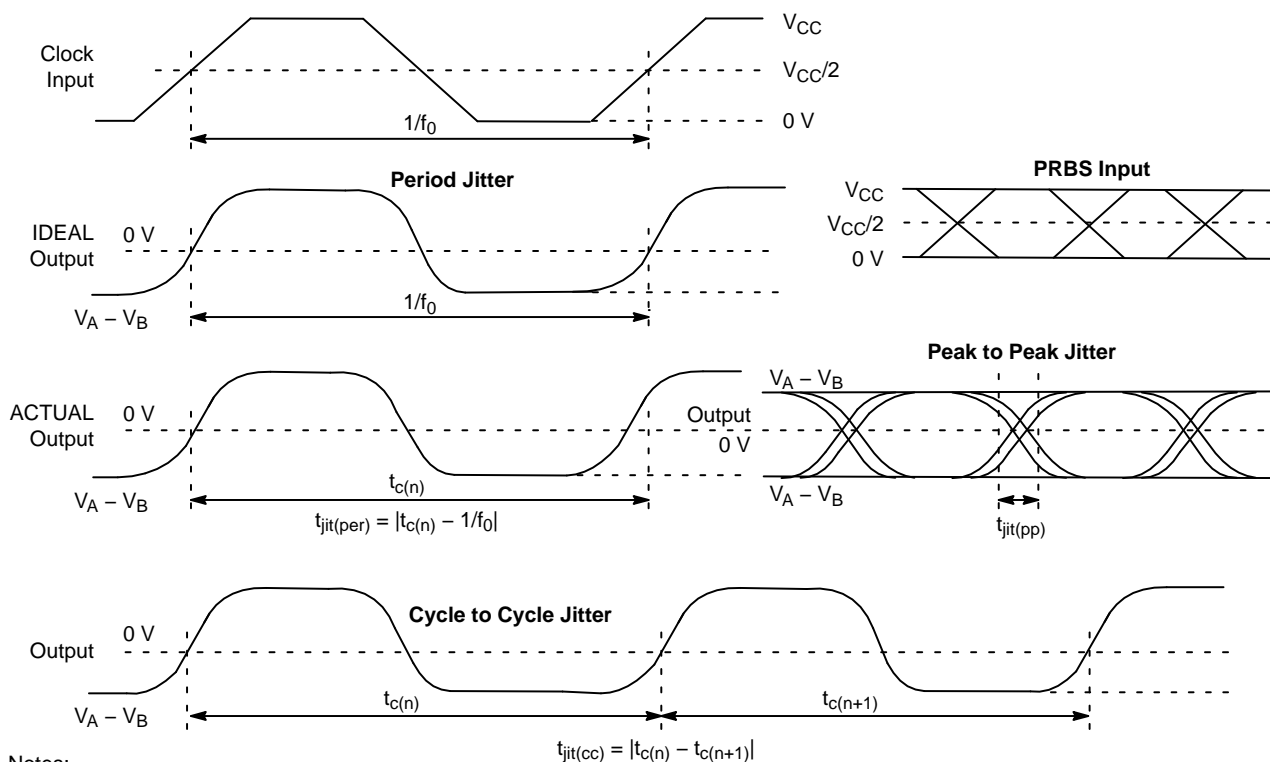 Clock
Input
V_CC
V_CC/2
0 V
1/f_0
Period Jitter
IDEAL
Output
0 V
V_A – V_B
1/f_0
PRBS Input
V_CC
V_CC/2
0 V
ACTUAL
Output
0 V
V_A – V_B
t_c(n)
t_jit(per) = |t_c(n) – 1/f_0|
Peak to Peak Jitter
V_A – V_B
Output
0 V
V_A – V_B
t_jit(pp)
Cycle to Cycle Jitter
Output
0 V
V_A – V_B
t_c(n)
t_c(n+1)
t_jit(cc) = |t_c(n) – t_c(n+1)|
Notes: